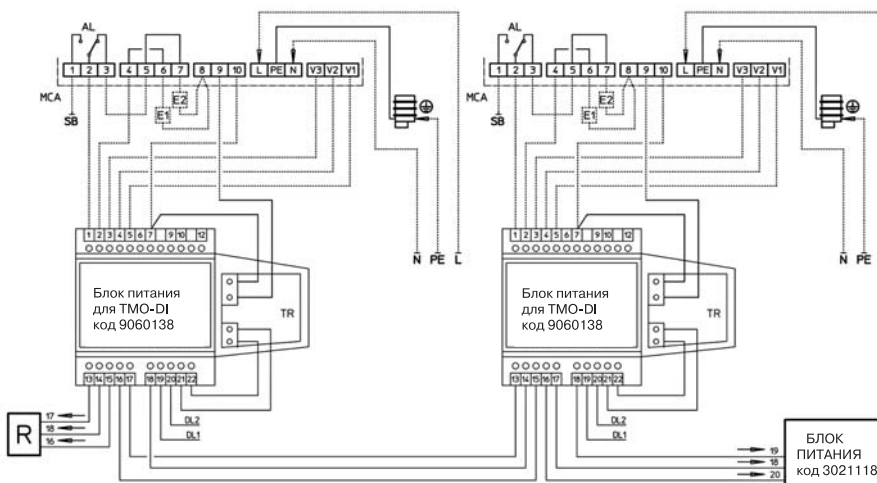 AL AL
1 2 3 4 5 6 7 8 9 10 L PE N V3 V2 V1
1 2 3 4 5 6 7 8 9 10 L PE N V3 V2 V1
MCA E2 MCA E2
SB E1 SB E1
1 2 3 4 5 6 7 9 10 12
1 2 3 4 5 6 7 9 10 12
N PE L N PE
Блок питания
для TMO-DI
код 9060138
TR
Блок питания
для TMO-DI
код 9060138
TR
13 14 15 16 17 18 19 20 21 22
13 14 15 16 17 18 19 20 21 22
R
17
18
16
DL2
DL1
DL2
DL1
19
18
20
БЛОК
ПИТАНИЯ
код 3021118